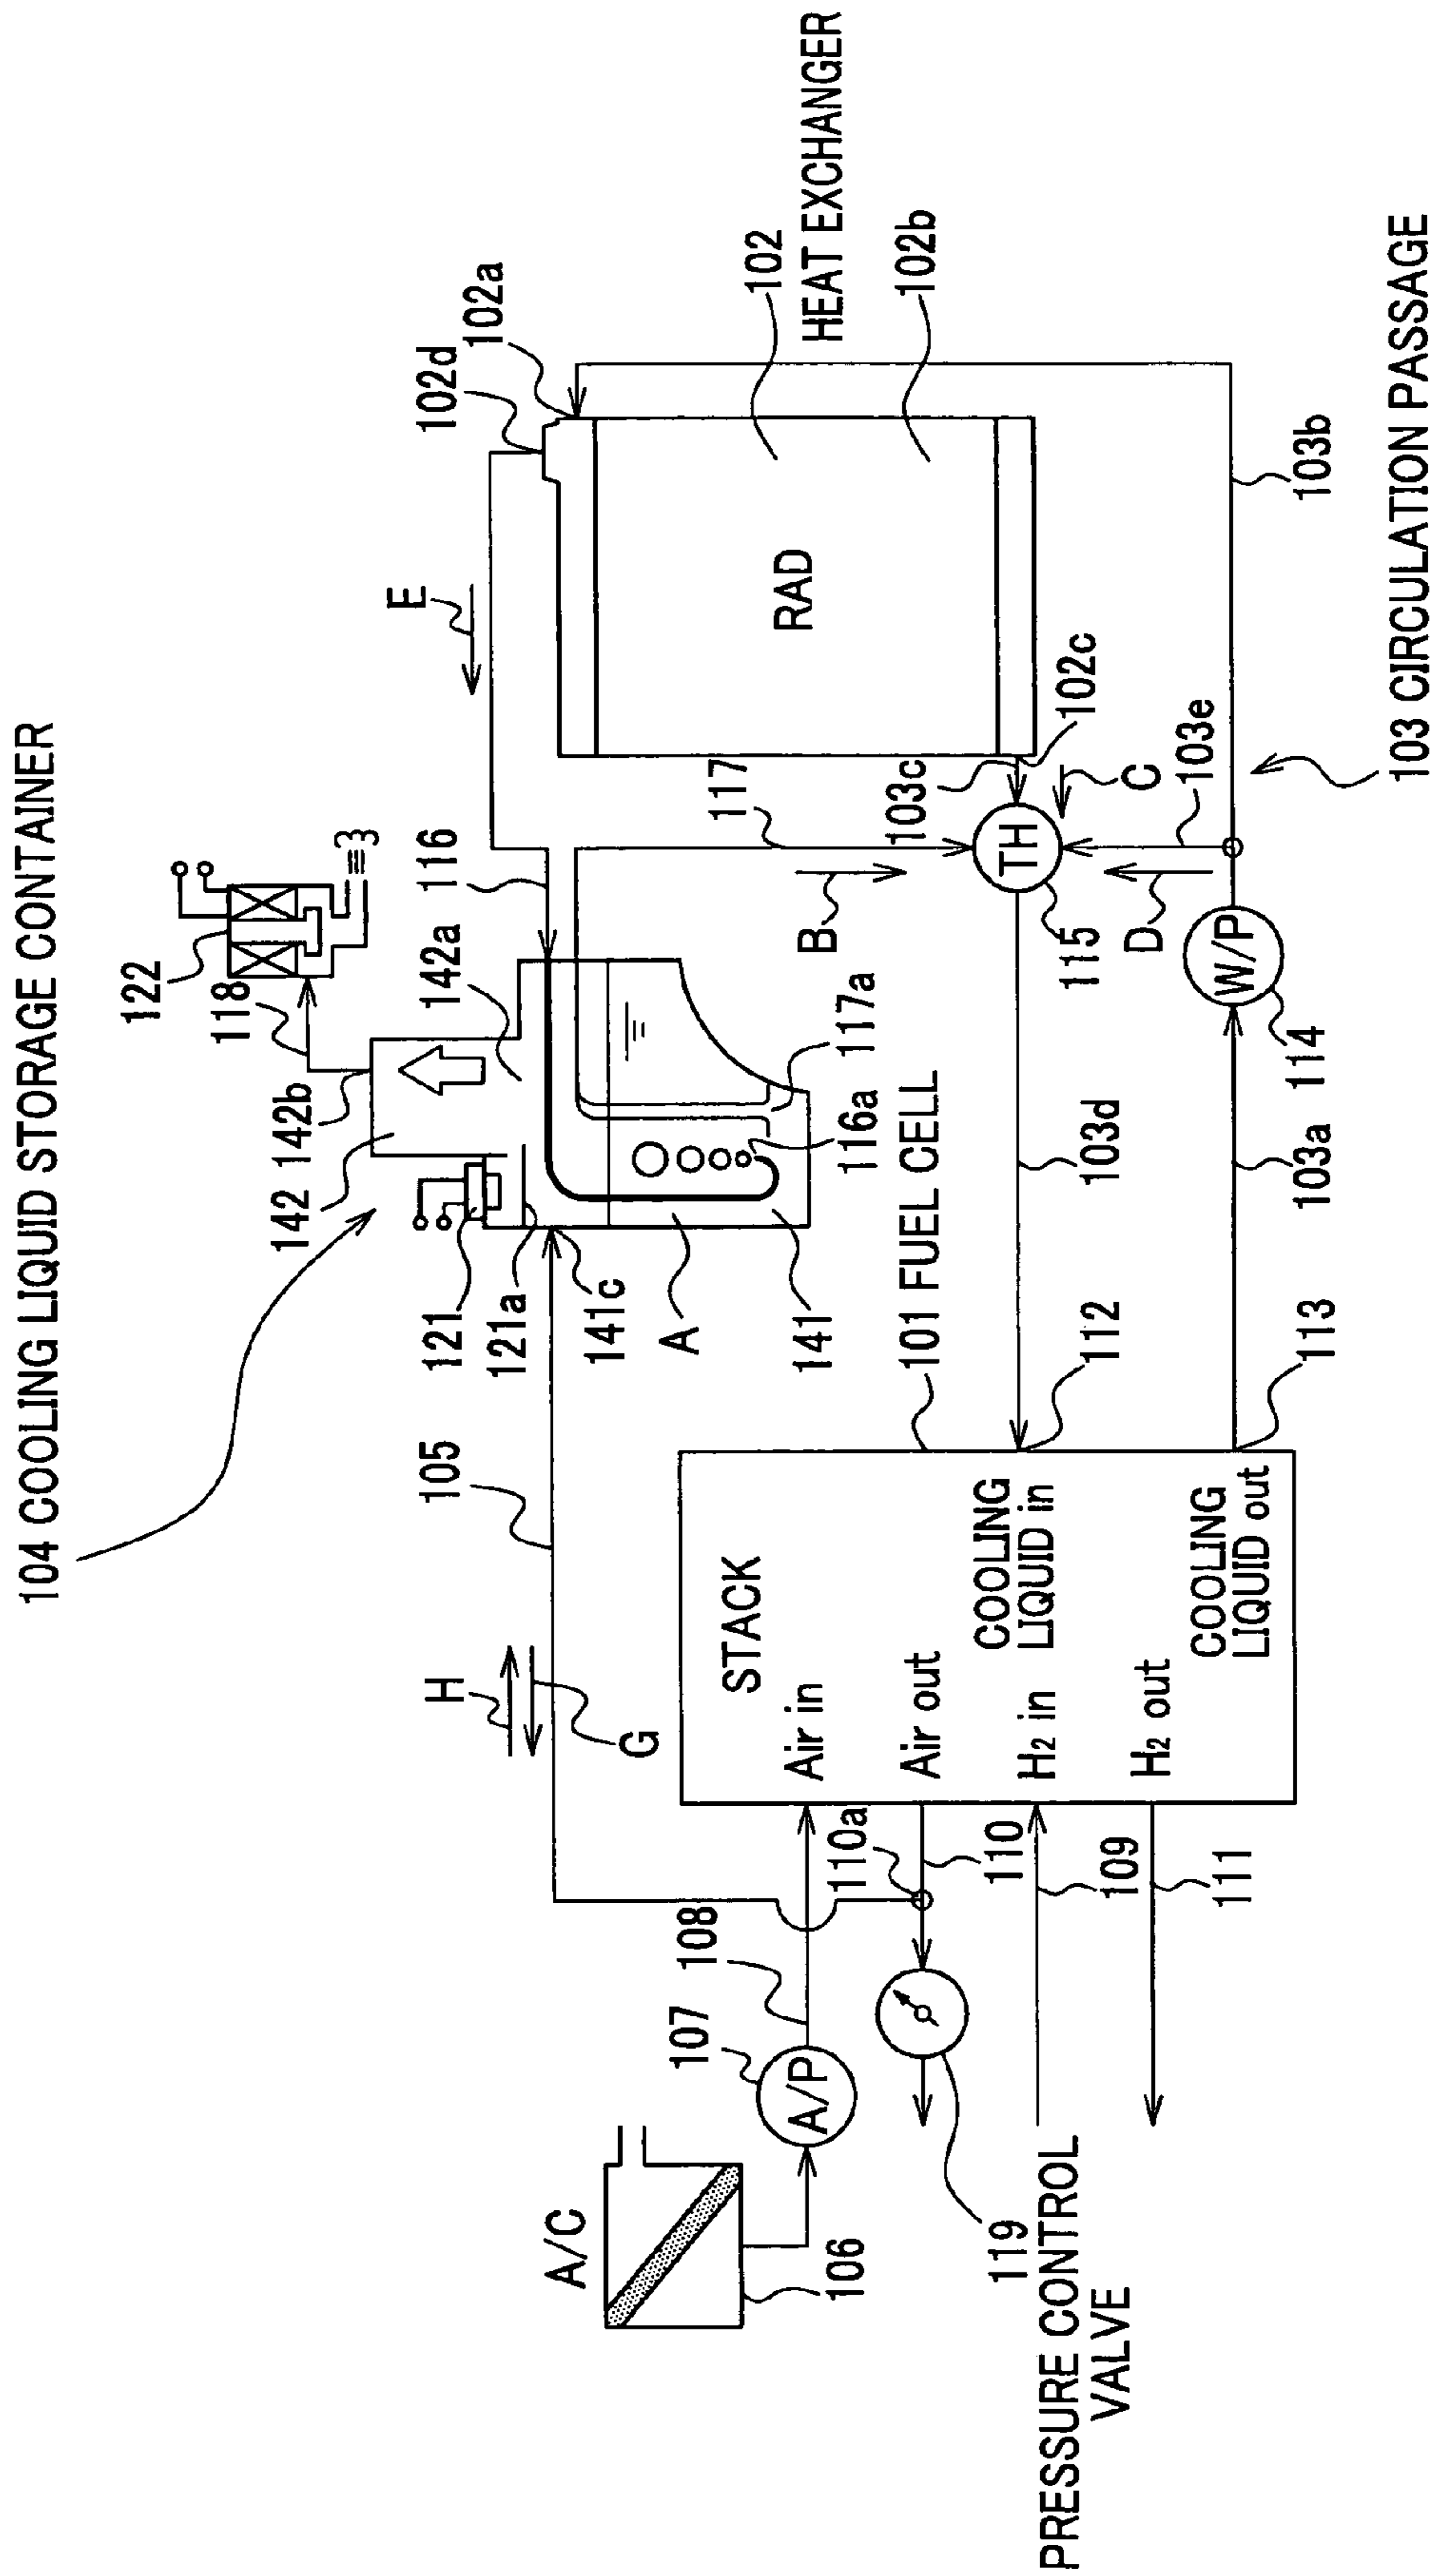 104 COOLING LIQUID STORAGE CONTAINER
122
118
142b
142
142a
116
E
102d
102a
121
121a
141c
A
141
105
H
G
117
102
HEAT EXCHANGER
102b
RAD
103c
102c
C
103e
B
TH
115
D
W/P
114
117a
116a
101 FUEL CELL
103d
103a
103b
103 CIRCULATION PASSAGE
112
113
STACK
Air in
Air out
COOLING
LIQUID in
H2 in
H2 out
COOLING
LIQUID out
110a
110
109
111
108
107
A/P
A/C
106
119
PRESSURE CONTROL
VALVE